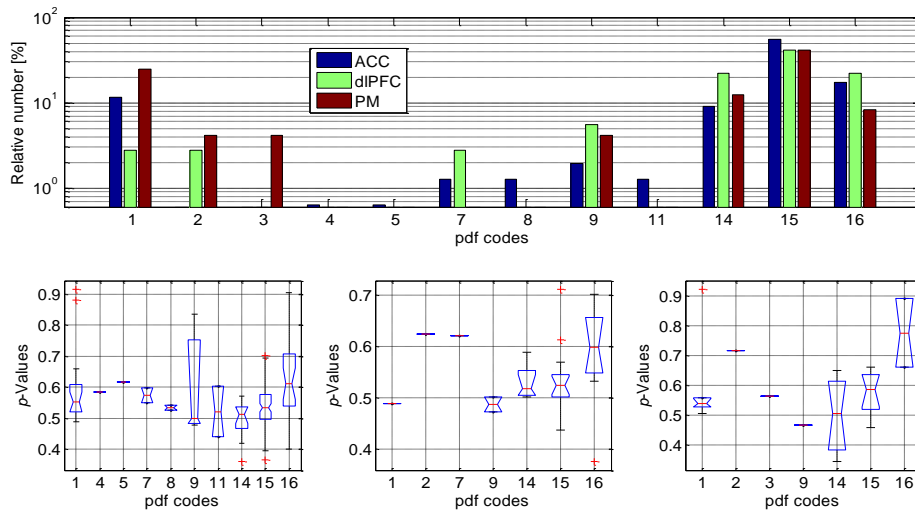 10^2
10^1
10^0
Relative number [%]
ACC
dlPFC
PM
1 2 3 4 5 7 8 9 11 14 15 16
pdf codes
0.9
0.8
0.7
0.6
0.5
0.4
p-Values
1 4 5 7 8 9 11 14 15 16
pdf codes
0.7
0.6
0.5
0.4
p-Values
1 2 7 9 14 15 16
pdf codes
0.9
0.8
0.7
0.6
0.5
0.4
p-Values
1 2 3 9 14 15 16
pdf codes